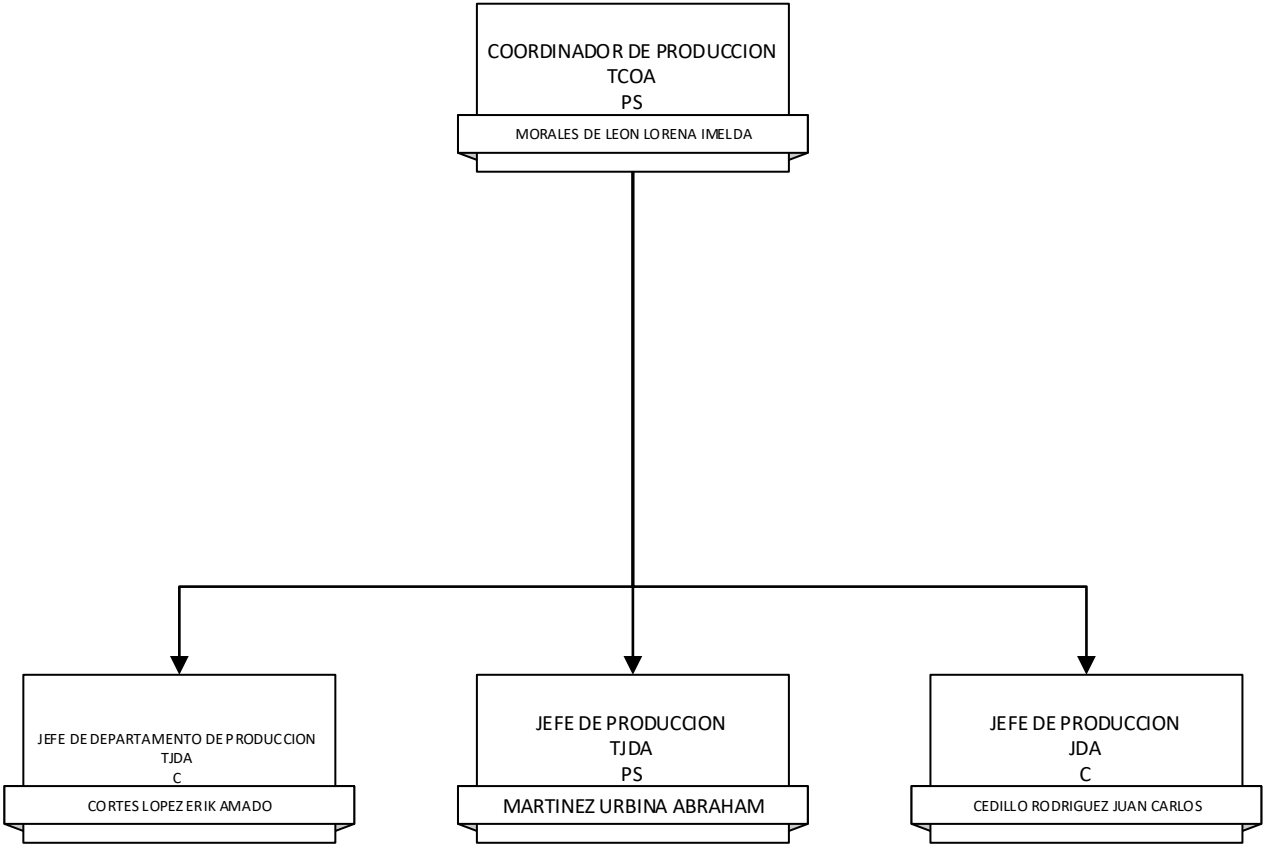 COORDINADOR DE PRODUCCION
TCOA
PS
MORALES DE LEON LORENA IMELDA
JEFE DE DEPARTAMENTO DE PRODUCCION
TJDA
C
CORTES LOPEZ ERIK AMADO
JEFE DE PRODUCCION
TJDA
PS
MARTINEZ URBINA ABRAHAM
JEFE DE PRODUCCION
JDA
C
CEDILLO RODRIGUEZ JUAN CARLOS